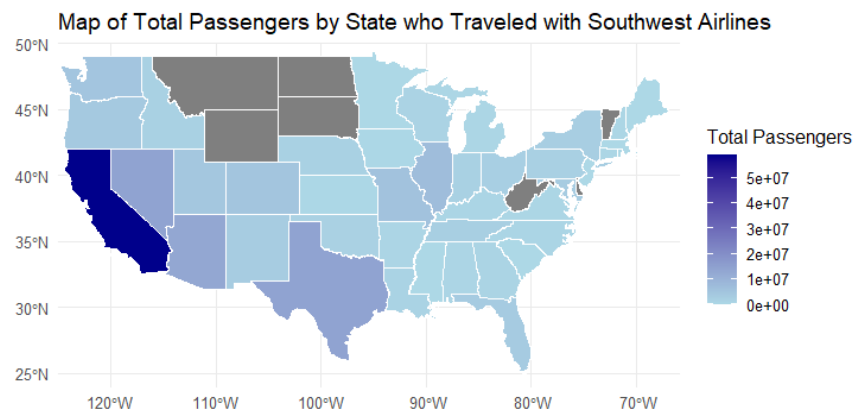 Map of Total Passengers by State who Traveled with Southwest Airlines
50°N
45°N
40°N
35°N
30°N
25°N
120°W 110°W 100°W 90°W 80°W 70°W
Total Passengers
5e+07
4e+07
3e+07
2e+07
1e+07
0e+00